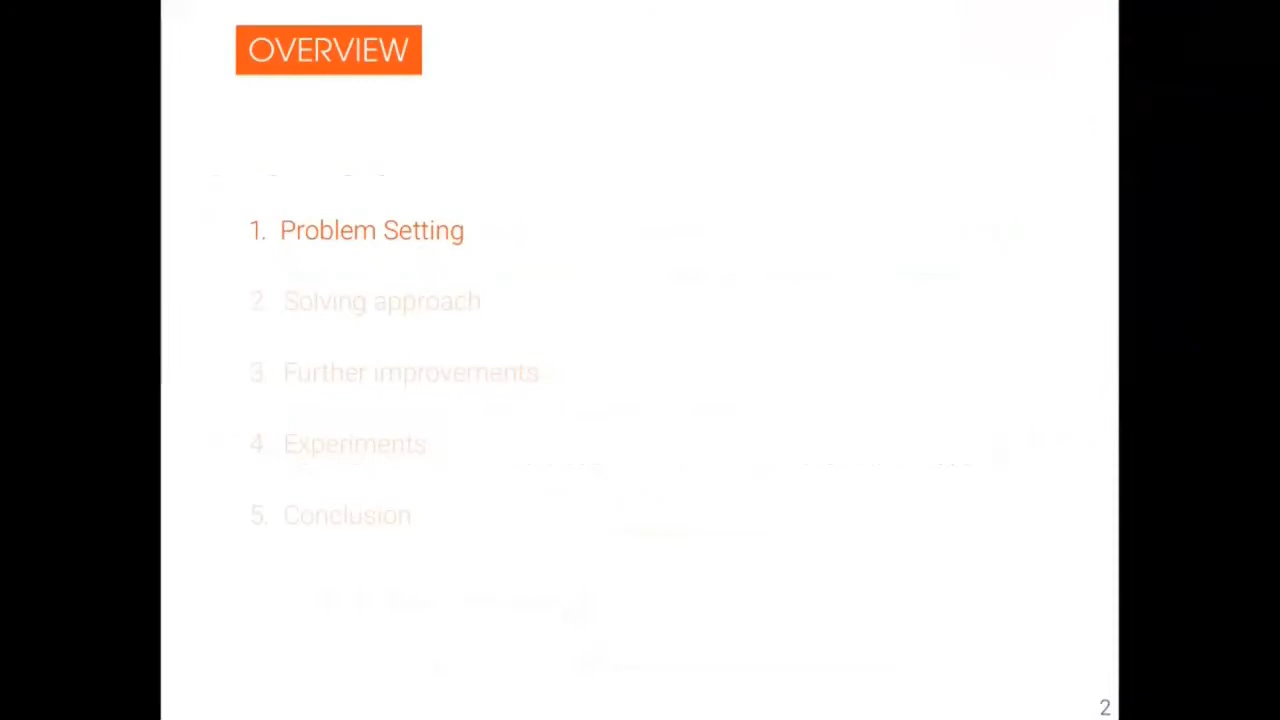 OVERVIEW
1. Problem Setting
2. Solving approach
3. Further improvements
4. Experiments
5. Conclusion
2